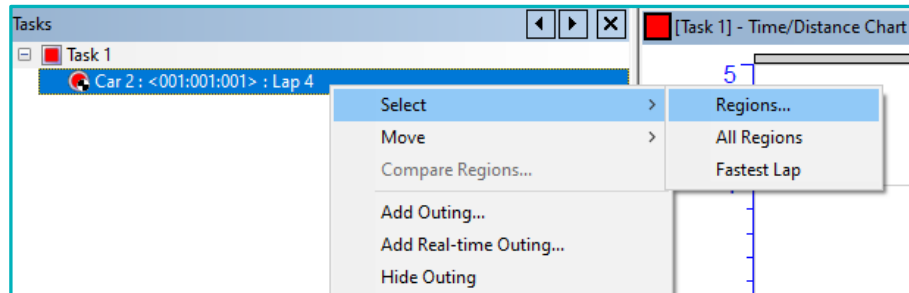 Tasks
[Task 1] - Time/Distance Chart
Task 1
Car 2 : <001:001:001> : Lap 4
5
Select
Regions...
Move
All Regions
Compare Regions...
Fastest Lap
Add Outing...
Add Real-time Outing...
Hide Outing